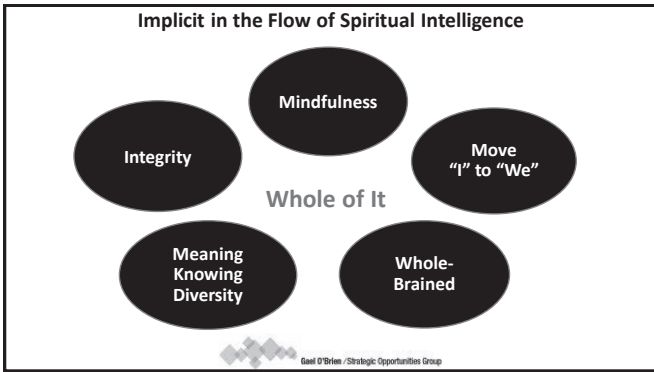 Implicit in the Flow of Spiritual Intelligence
Mindfulness
Integrity
Move
“I” to “We”
Whole of It
Meaning
Knowing
Diversity
Whole-
Brained
Gael O'Brien / Strategic Opportunities Group